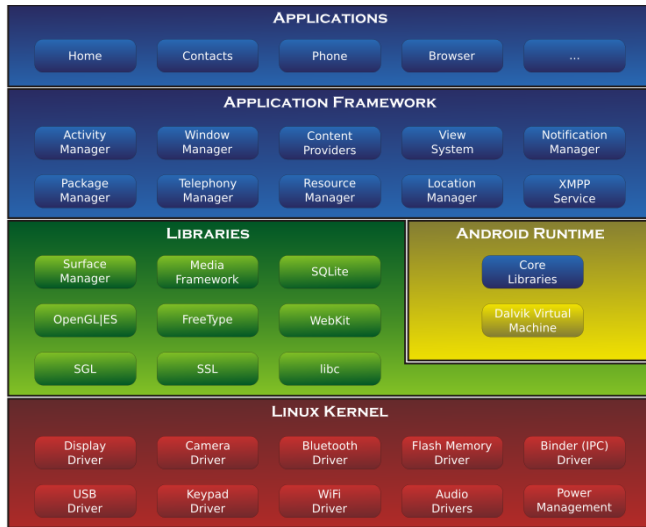 APPLICATIONS
Home
Contacts
Phone
Browser
...
APPLICATION FRAMEWORK
Activity
Manager
Window
Manager
Content
Providers
View
System
Notification
Manager
Package
Manager
Telephony
Manager
Resource
Manager
Location
Manager
XMPP
Service
LIBRARIES
Surface
Manager
Media
Framework
SQLite
OpenGL|ES
FreeType
WebKit
SGL
SSL
libc
ANDROID RUNTIME
Core
Libraries
Dalvik Virtual
Machine
LINUX KERNEL
Display
Driver
Camera
Driver
Bluetooth
Driver
Flash Memory
Driver
Binder (IPC)
Driver
USB
Driver
Keypad
Driver
WiFi
Driver
Audio
Drivers
Power
Management